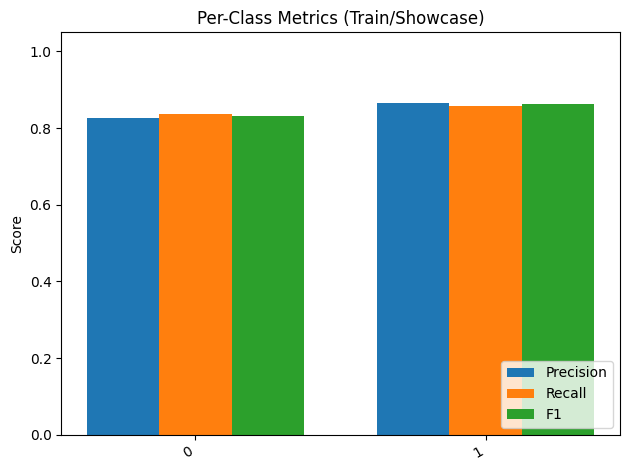 Per-Class Metrics (Train/Showcase)
1.0
0.8
0.6
0.4
0.2
0.0
Score
0
1
Precision
Recall
F1